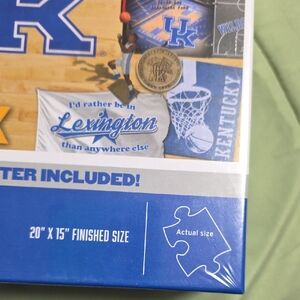 K
UK
I'd rather be in
Lexington
than anywhere else
KENTUCKY
TER INCLUDED!
20" X 15" FINISHED SIZE
Actual size